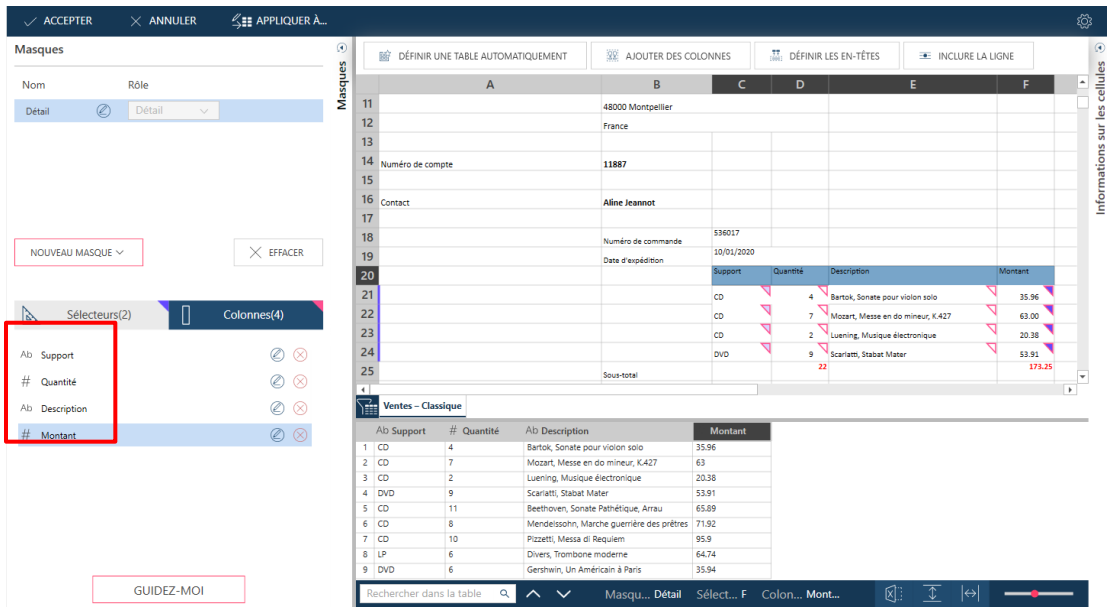 ACCEPTER ANNULER APPLIQUER À...
Masques
Nom Rôle
Détail Détail
NOUVEAU MASQUE EFFACER
Sélecteurs(2) Colonnes(4)
Ab Support
# Quantité
Ab Description
# Montant
GUIDEZ-MOI
Masques
DÉFINIR UNE TABLE AUTOMATIQUEMENT AJOUTER DES COLONNES DÉFINIR LES EN-TÊTES INCLURE LA LIGNE
A B C D E F
11 48000 Montpellier
12 France
13
14 Numéro de compte 11887
15
16 Contact Aline Jeannot
17
18 Numéro de commande 536017
19 Date d'expédition 10/01/2020
20 Support Quantité Description Montant
21 CD 4 Bartok, Sonate pour violon solo 35.96
22 CD 7 Mozart, Messe en do mineur, K.427 63.00
23 CD 2 Luening, Musique électronique 20.38
24 DVD 9 Scarlatti, Stabat Mater 53.91
25 Sous-total 22 173.25
Informations sur les cellules
Ventes – Classique
Ab Support # Quantité Ab Description Montant
1 CD 4 Bartok, Sonate pour violon solo 35.96
2 CD 7 Mozart, Messe en do mineur, K.427 63
3 CD 2 Luening, Musique électronique 20.38
4 DVD 9 Scarlatti, Stabat Mater 53.91
5 CD 11 Beethoven, Sonate Pathétique, Arrau 65.89
6 CD 8 Mendelssohn, Marche guerrière des prêtres 71.92
7 CD 10 Pizzetti, Messa di Requiem 95.9
8 LP 6 Divers, Trombone moderne 64.74
9 DVD 6 Gershwin, Un Américain à Paris 35.94
Rechercher dans la table Masqu... Détail Sélect... F Colon... Mont...